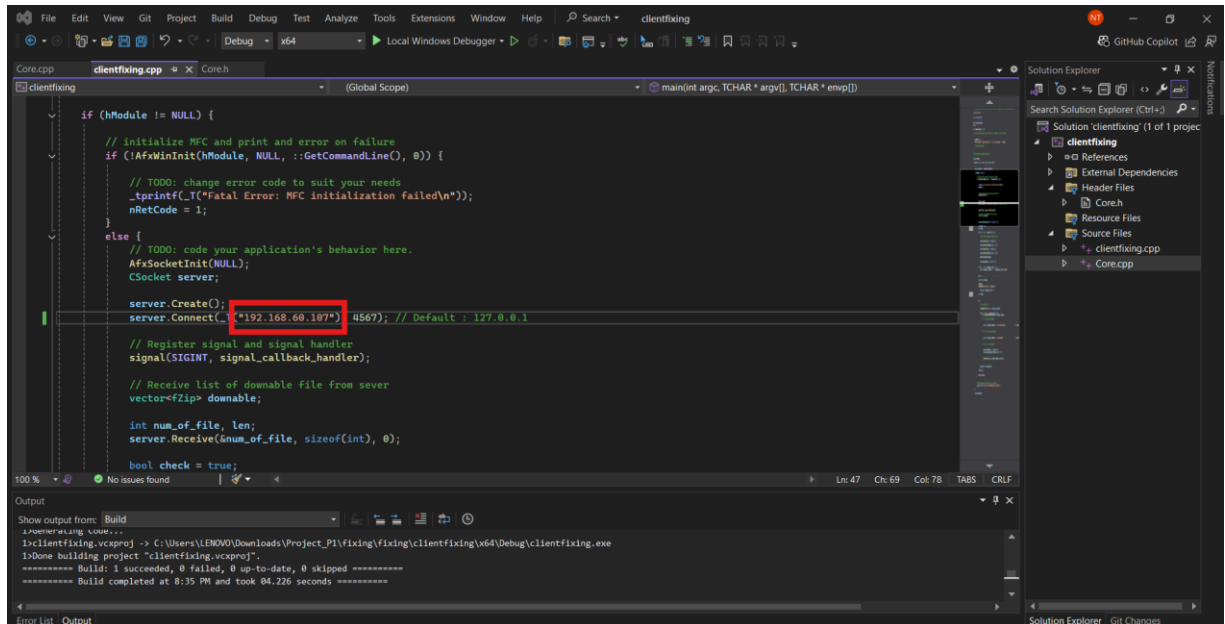 File Edit View Git Project Build Debug Test Analyze Tools Extensions Window Help Search clientfixing NT
Debug x64 Local Windows Debugger GitHub Copilot
Core.cpp clientfixing.cpp Core.h
clientfixing (Global Scope) main(int argc, TCHAR * argv[], TCHAR * envp[])
if (hModule != NULL) {
// initialize MFC and print and error on failure
if (!AfxWinInit(hModule, NULL, ::GetCommandLine(), 0)) {
// TODO: change error code to suit your needs
_tprintf(_T("Fatal Error: MFC initialization failed\n"));
nRetCode = 1;
}
else {
// TODO: code your application's behavior here.
AfxSocketInit(NULL);
CSocket server;
server.Create();
server.Connect(_T("192.168.60.107") 4567); // Default : 127.0.0.1
// Register signal and signal handler
signal(SIGINT, signal_callback_handler);
// Receive list of downable file from sever
vector<fZip> downable;
int num_of_file, len;
server.Receive(&num_of_file, sizeof(int), 0);
bool check = true;
100 % No issues found Ln: 47 Ch: 69 Col: 78 TABS CRLF
Output
Show output from: Build
1>Generating Code...
1>clientfixing.vcxproj -> C:\Users\LENOVO\Downloads\Project_P1\fixing\fixing\clientfixing\x64\Debug\clientfixing.exe
1>Done building project "clientfixing.vcxproj".
========== Build: 1 succeeded, 0 failed, 0 up-to-date, 0 skipped ==========
========== Build completed at 8:35 PM and took 04.226 seconds ==========
Error List Output
Solution Explorer
Search Solution Explorer (Ctrl+;)
Solution 'clientfixing' (1 of 1 projec
clientfixing
References
External Dependencies
Header Files
Core.h
Resource Files
Source Files
clientfixing.cpp
Core.cpp
Solution Explorer Git Changes
Notifications